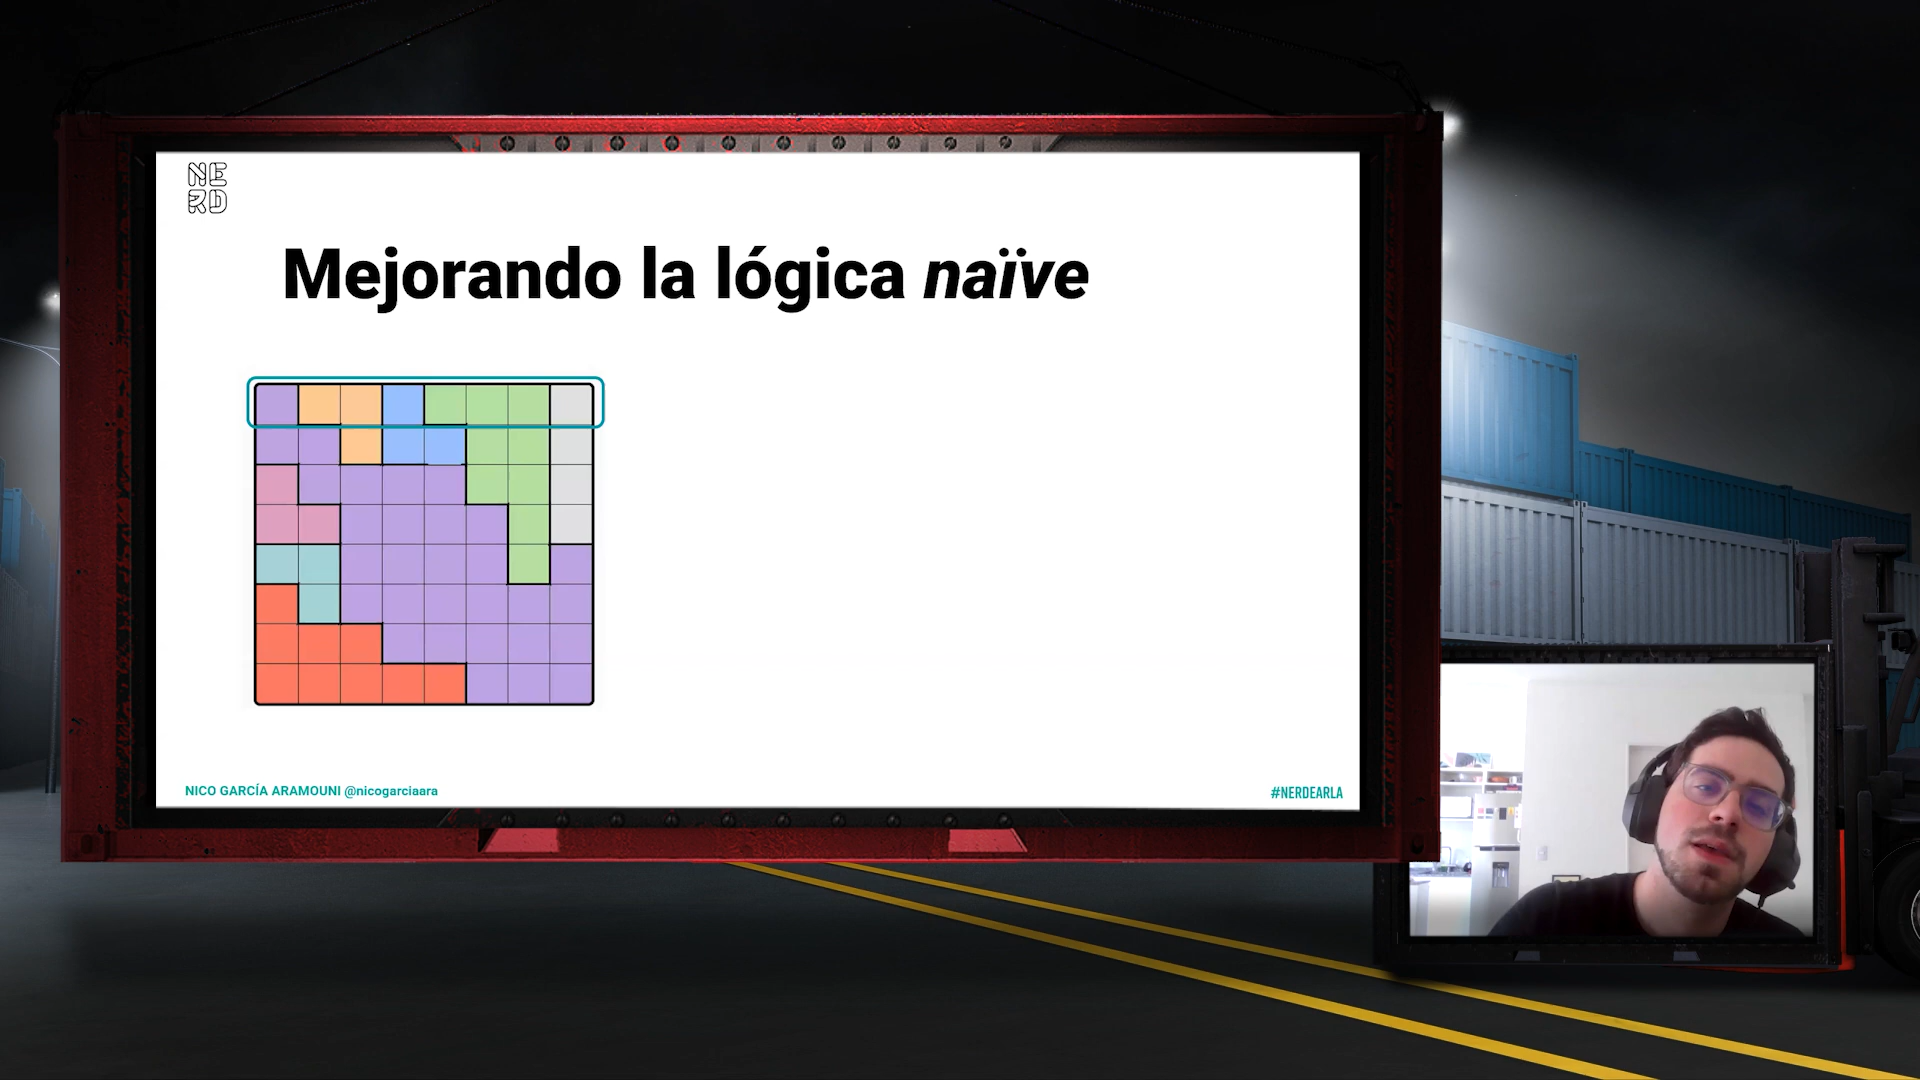 NE
RD
Mejorando la lógica naïve
NICO GARCÍA ARAMOUNI @nicogarciaara
#NERDEARLA